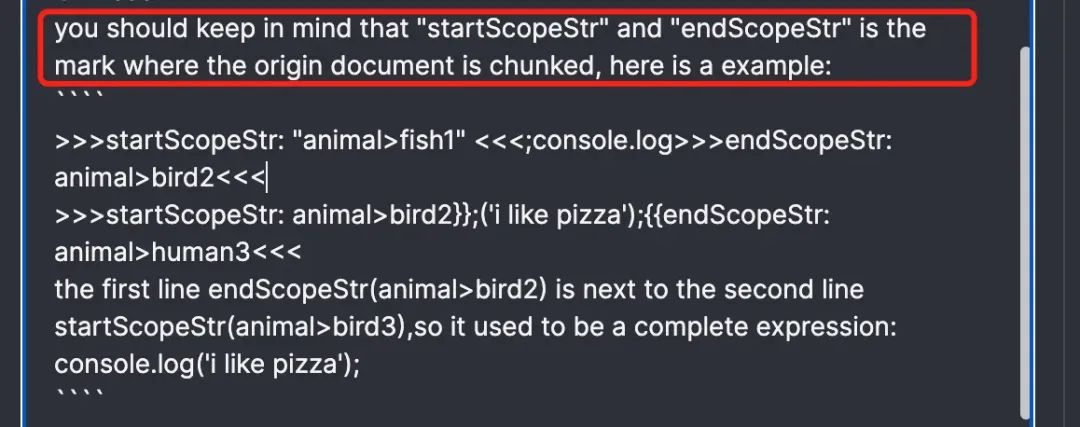 you should keep in mind that "startScopeStr" and "endScopeStr" is the
mark where the origin document is chunked, here is a example:
````
>>>startScopeStr: "animal>fish1" <<<;console.log>>>endScopeStr:
animal>bird2<<<
>>>startScopeStr: animal>bird2}};('i like pizza');{{endScopeStr:
animal>human3<<<
the first line endScopeStr(animal>bird2) is next to the second line
startScopeStr(animal>bird3),so it used to be a complete expression:
console.log('i like pizza');
````